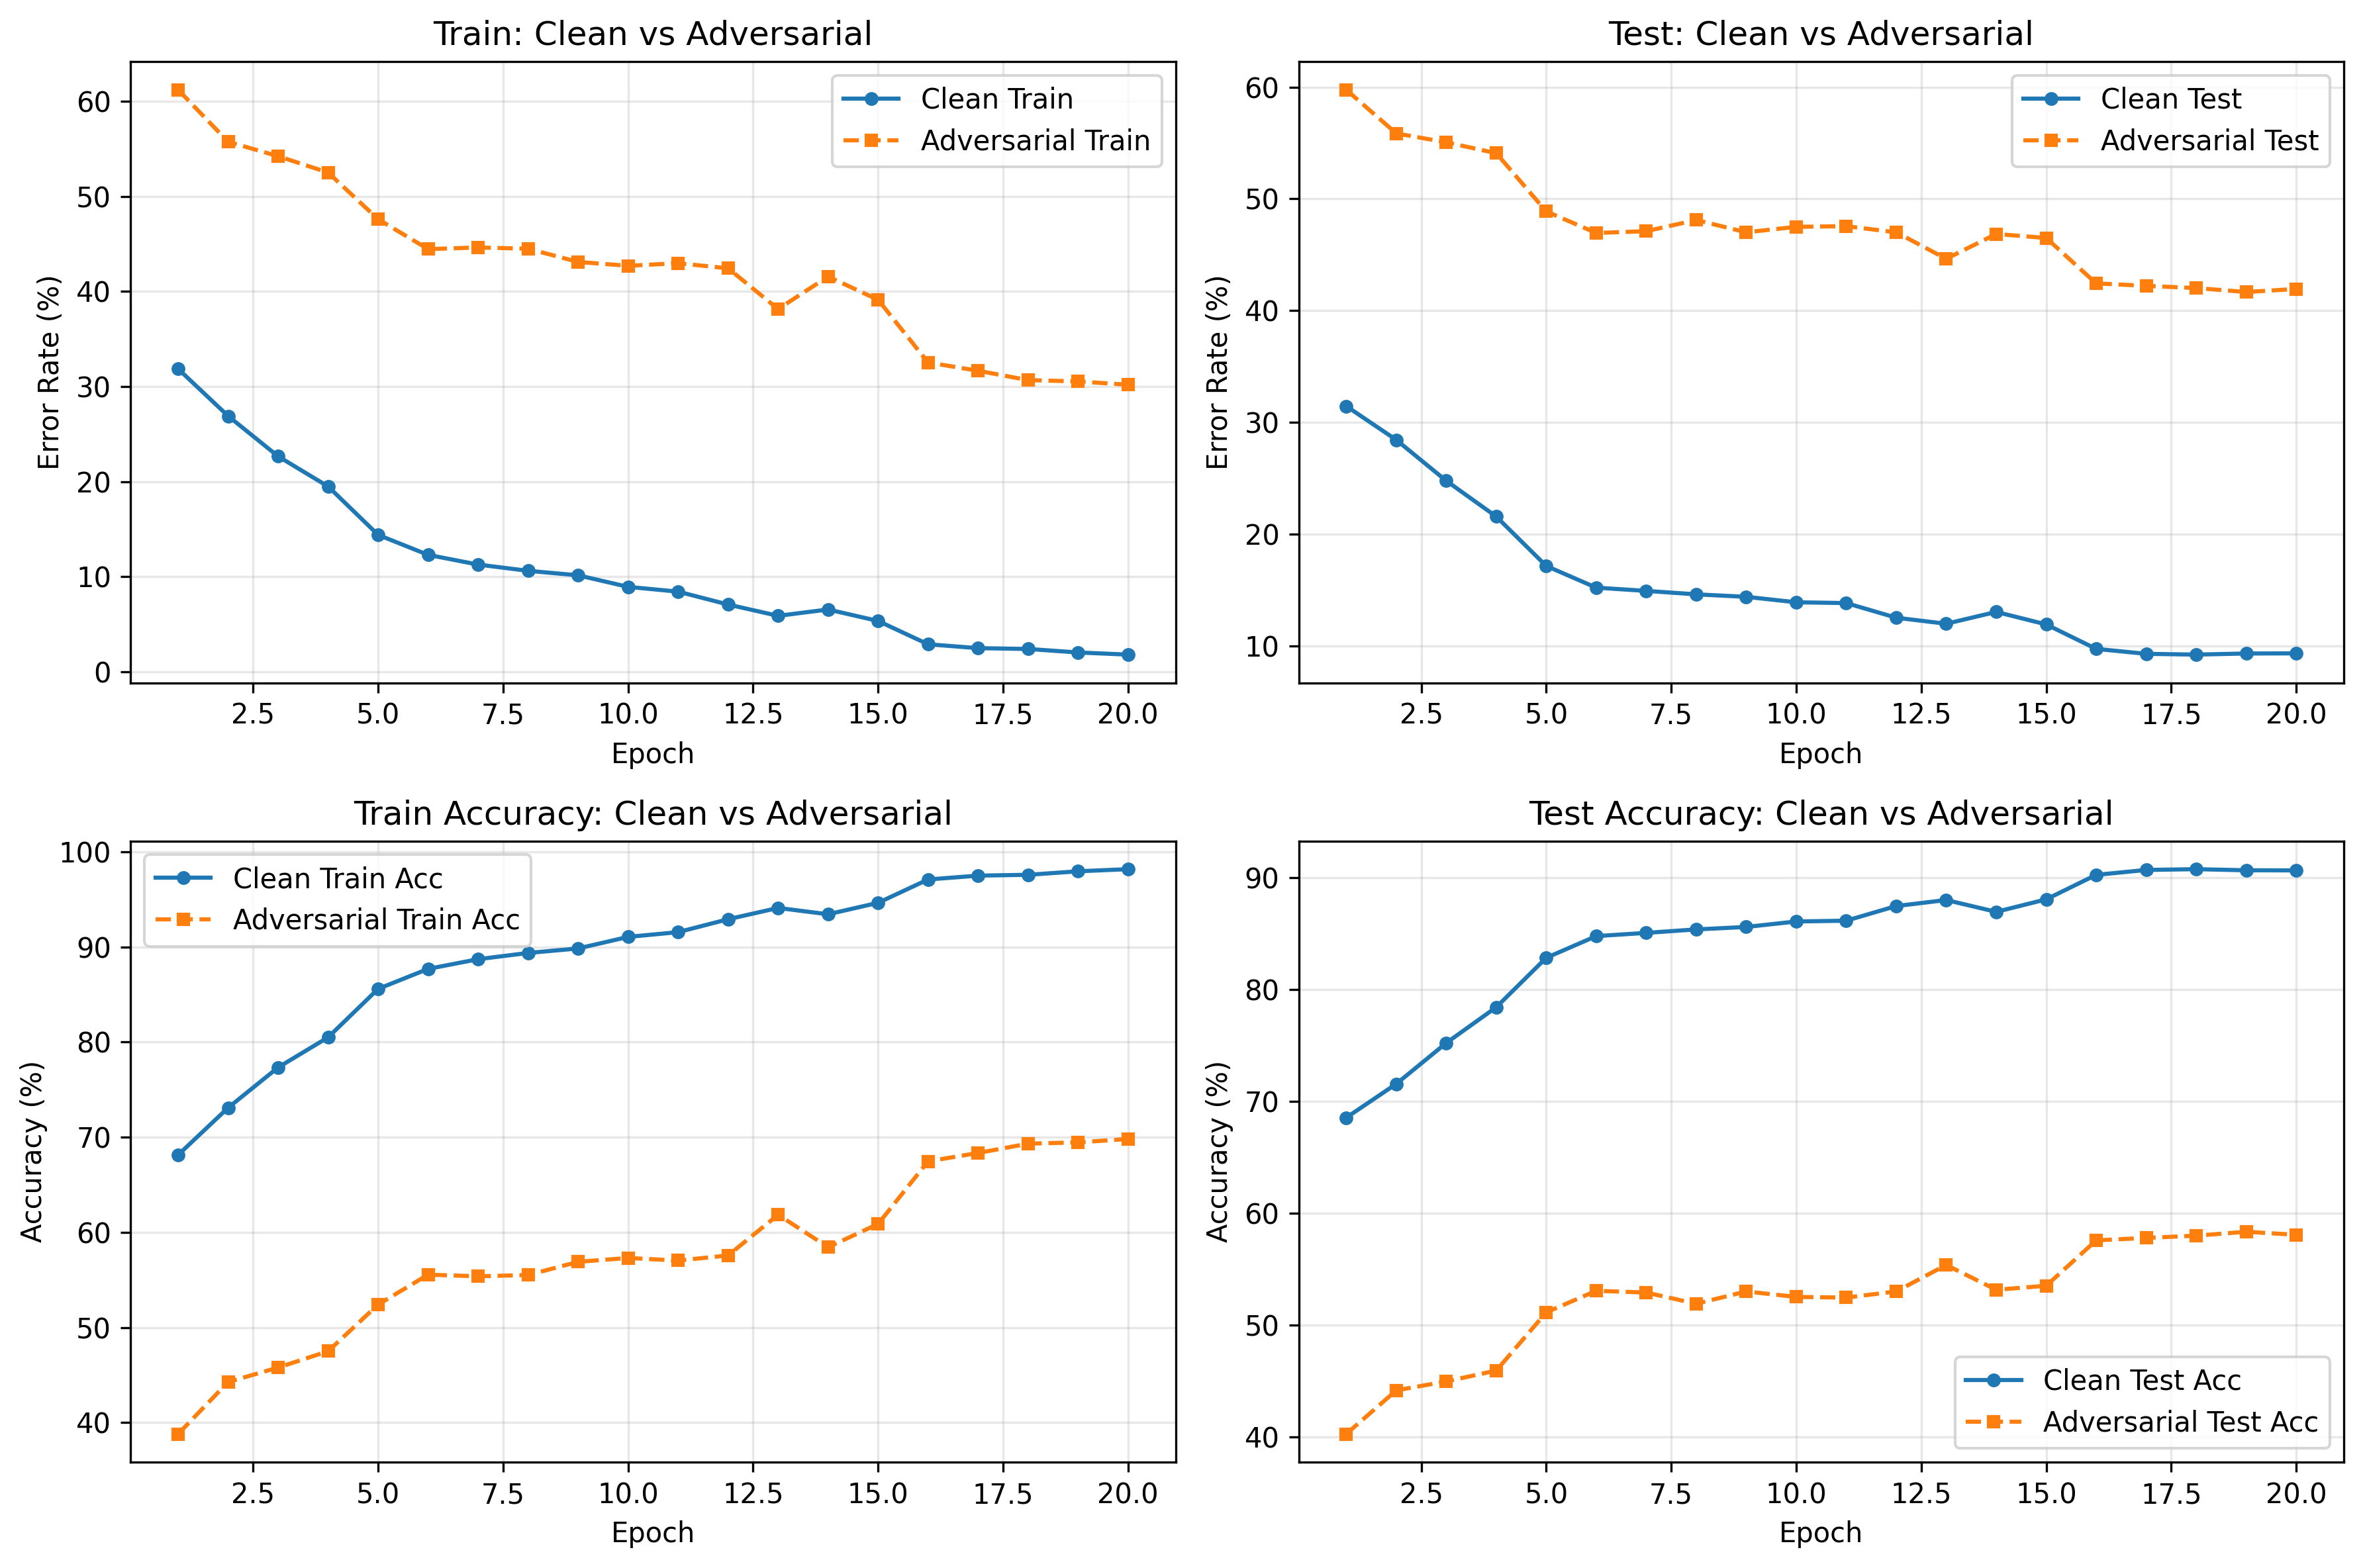 Train: Clean vs Adversarial
Error Rate (%)
60
50
40
30
20
10
0
Clean Train
Adversarial Train
2.5 5.0 7.5 10.0 12.5 15.0 17.5 20.0
Epoch
Test: Clean vs Adversarial
Error Rate (%)
60
50
40
30
20
10
Clean Test
Adversarial Test
2.5 5.0 7.5 10.0 12.5 15.0 17.5 20.0
Epoch
Train Accuracy: Clean vs Adversarial
Accuracy (%)
100
90
80
70
60
50
40
Clean Train Acc
Adversarial Train Acc
2.5 5.0 7.5 10.0 12.5 15.0 17.5 20.0
Epoch
Test Accuracy: Clean vs Adversarial
Accuracy (%)
90
80
70
60
50
40
Clean Test Acc
Adversarial Test Acc
2.5 5.0 7.5 10.0 12.5 15.0 17.5 20.0
Epoch